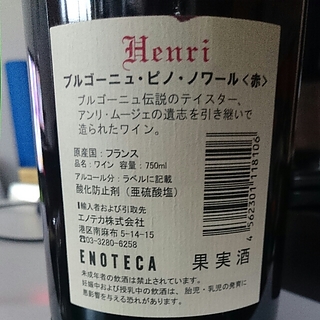 Henri
ブルゴーニュ・ピノ・ノワール<赤>
ブルゴーニュ伝説のテイスター、
アンリ・ムージェの遺志を引き継いで
造られたワイン。
原産国：フランス
品名：ワイン 容量：750ml
アルコール分：ラベルに記載
酸化防止剤（亜硫酸塩）
輸入者および引取先
エノテカ株式会社
港区南麻布5-14-15
☎03-3280-6258
ENOTECA 果実酒
未成年者の飲酒は禁止されています。
妊娠中および授乳中の飲酒は、胎児・乳児の発育に
悪影響を与える恐れがあります。
4 562301 118106